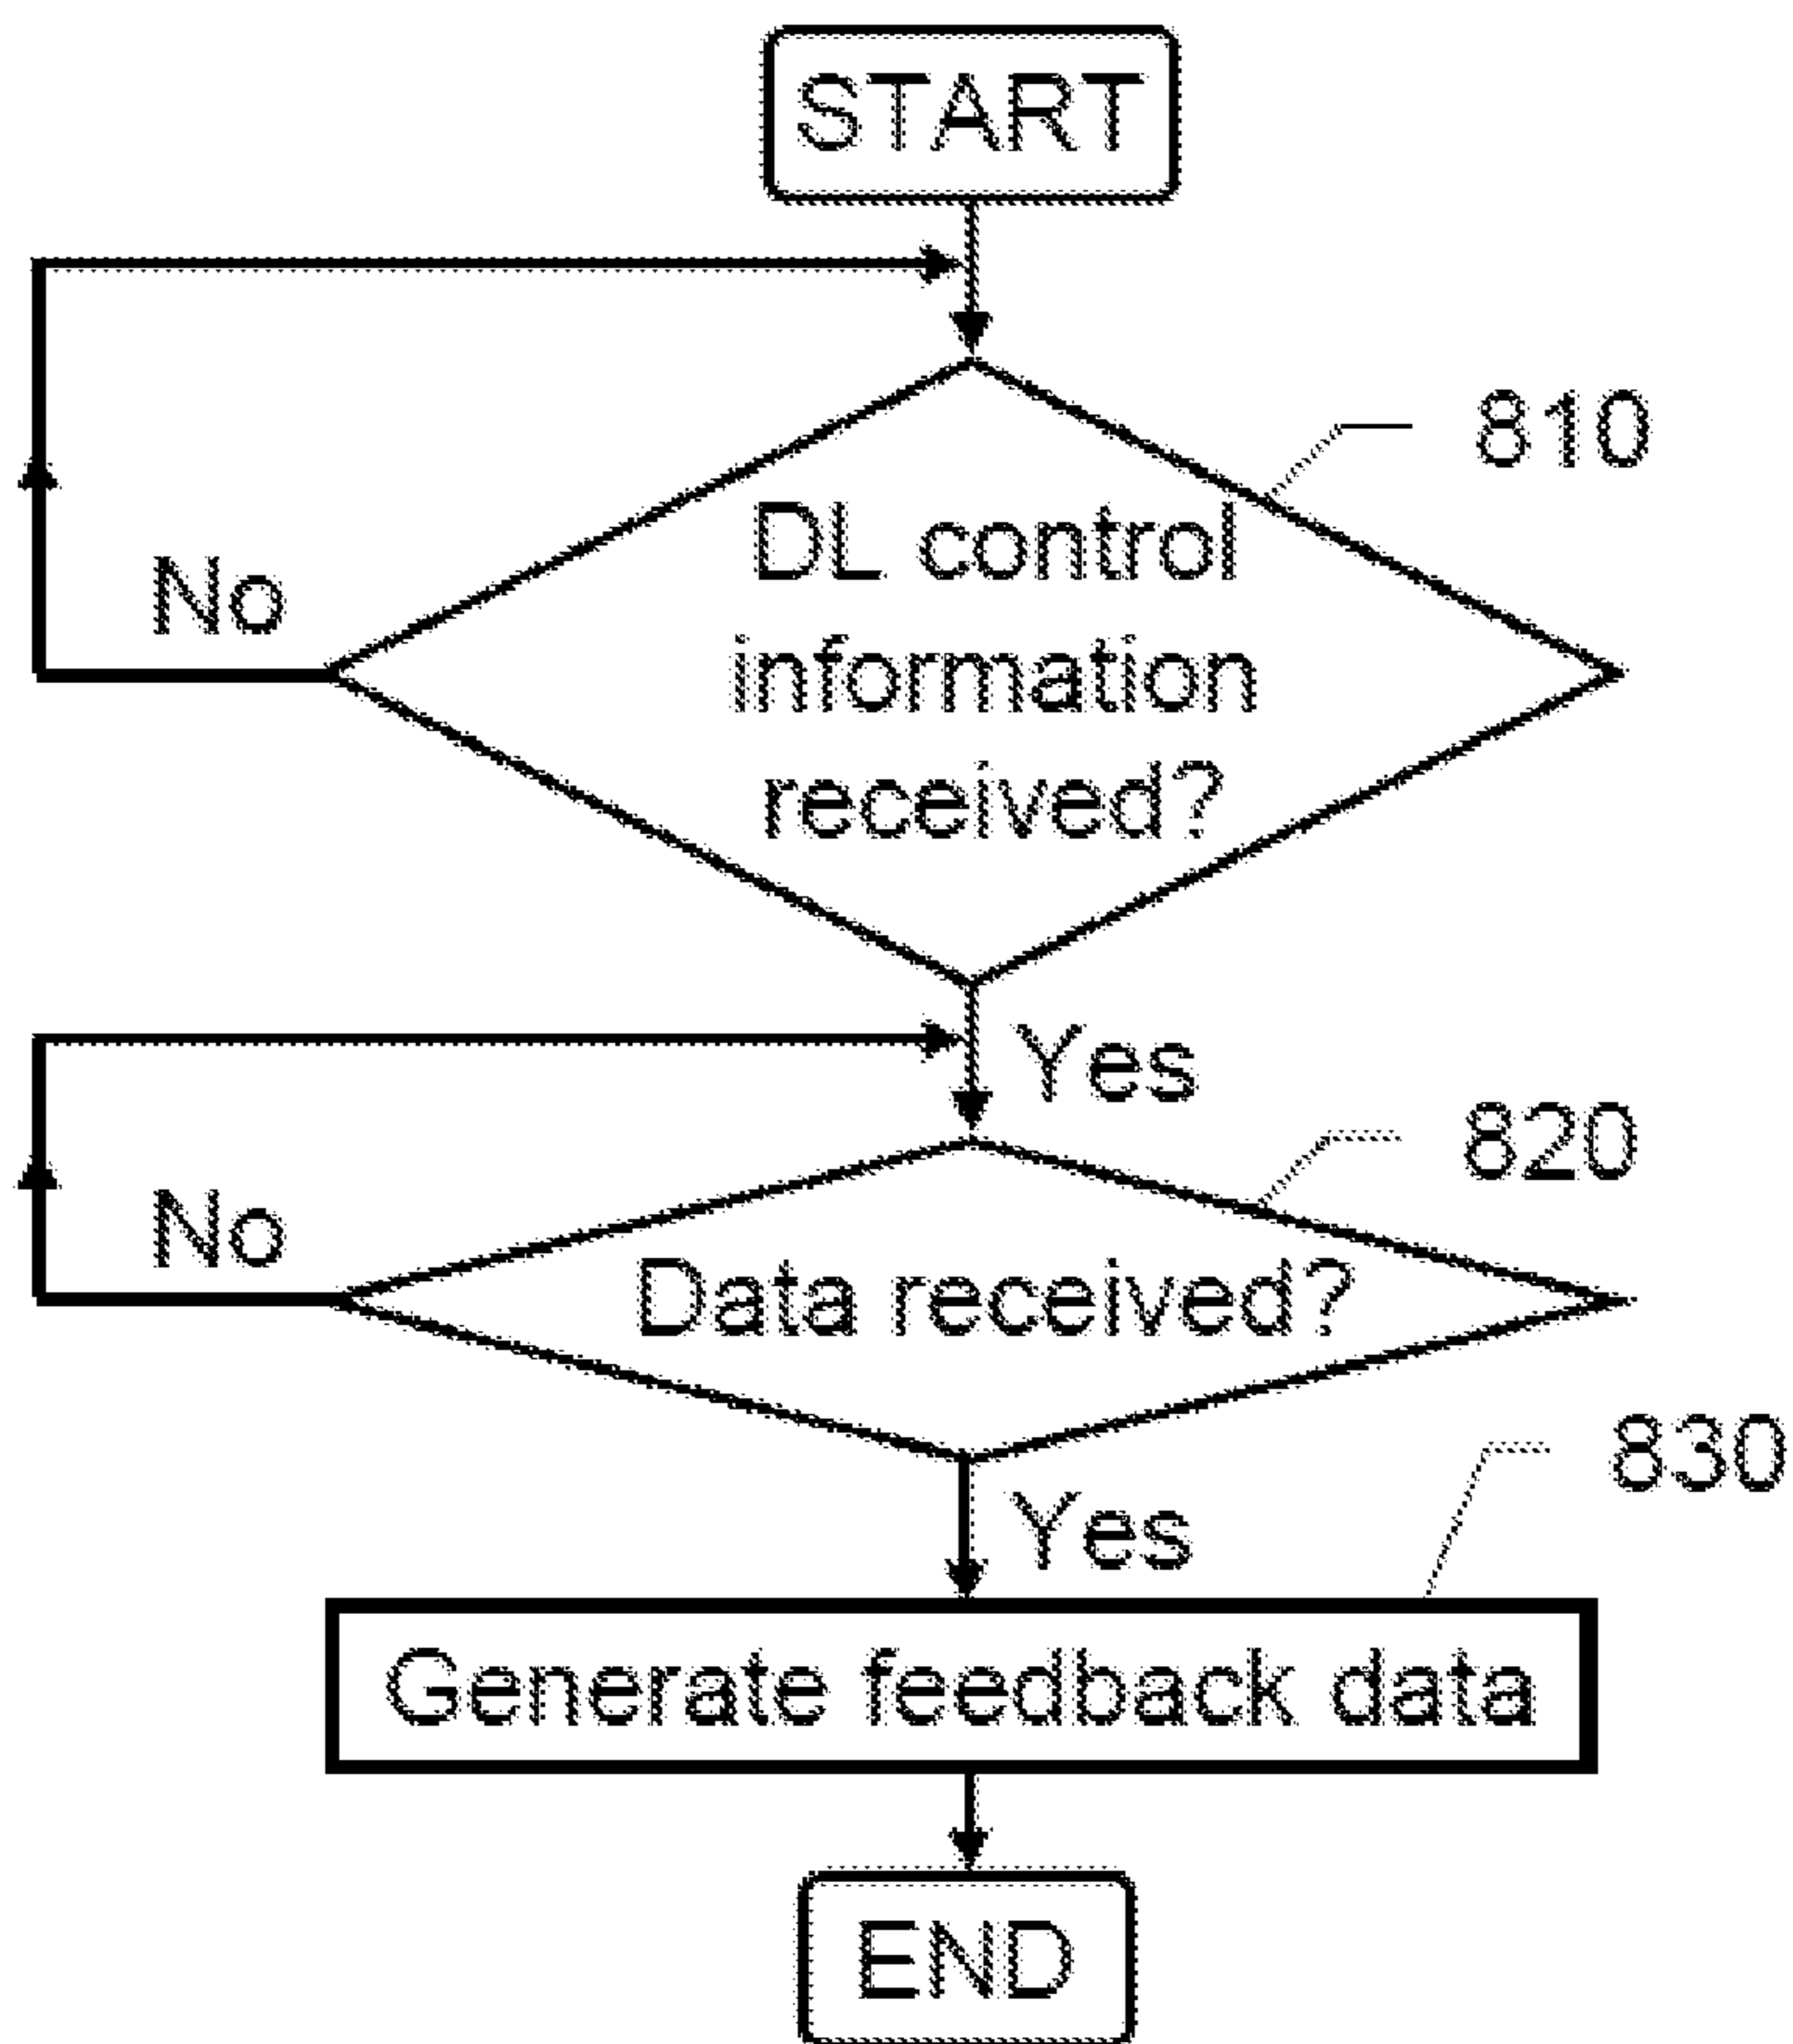 START
810
DL control
information
received?
No
Yes
820
No
Data received?
830
Yes
Generate feedback data
END